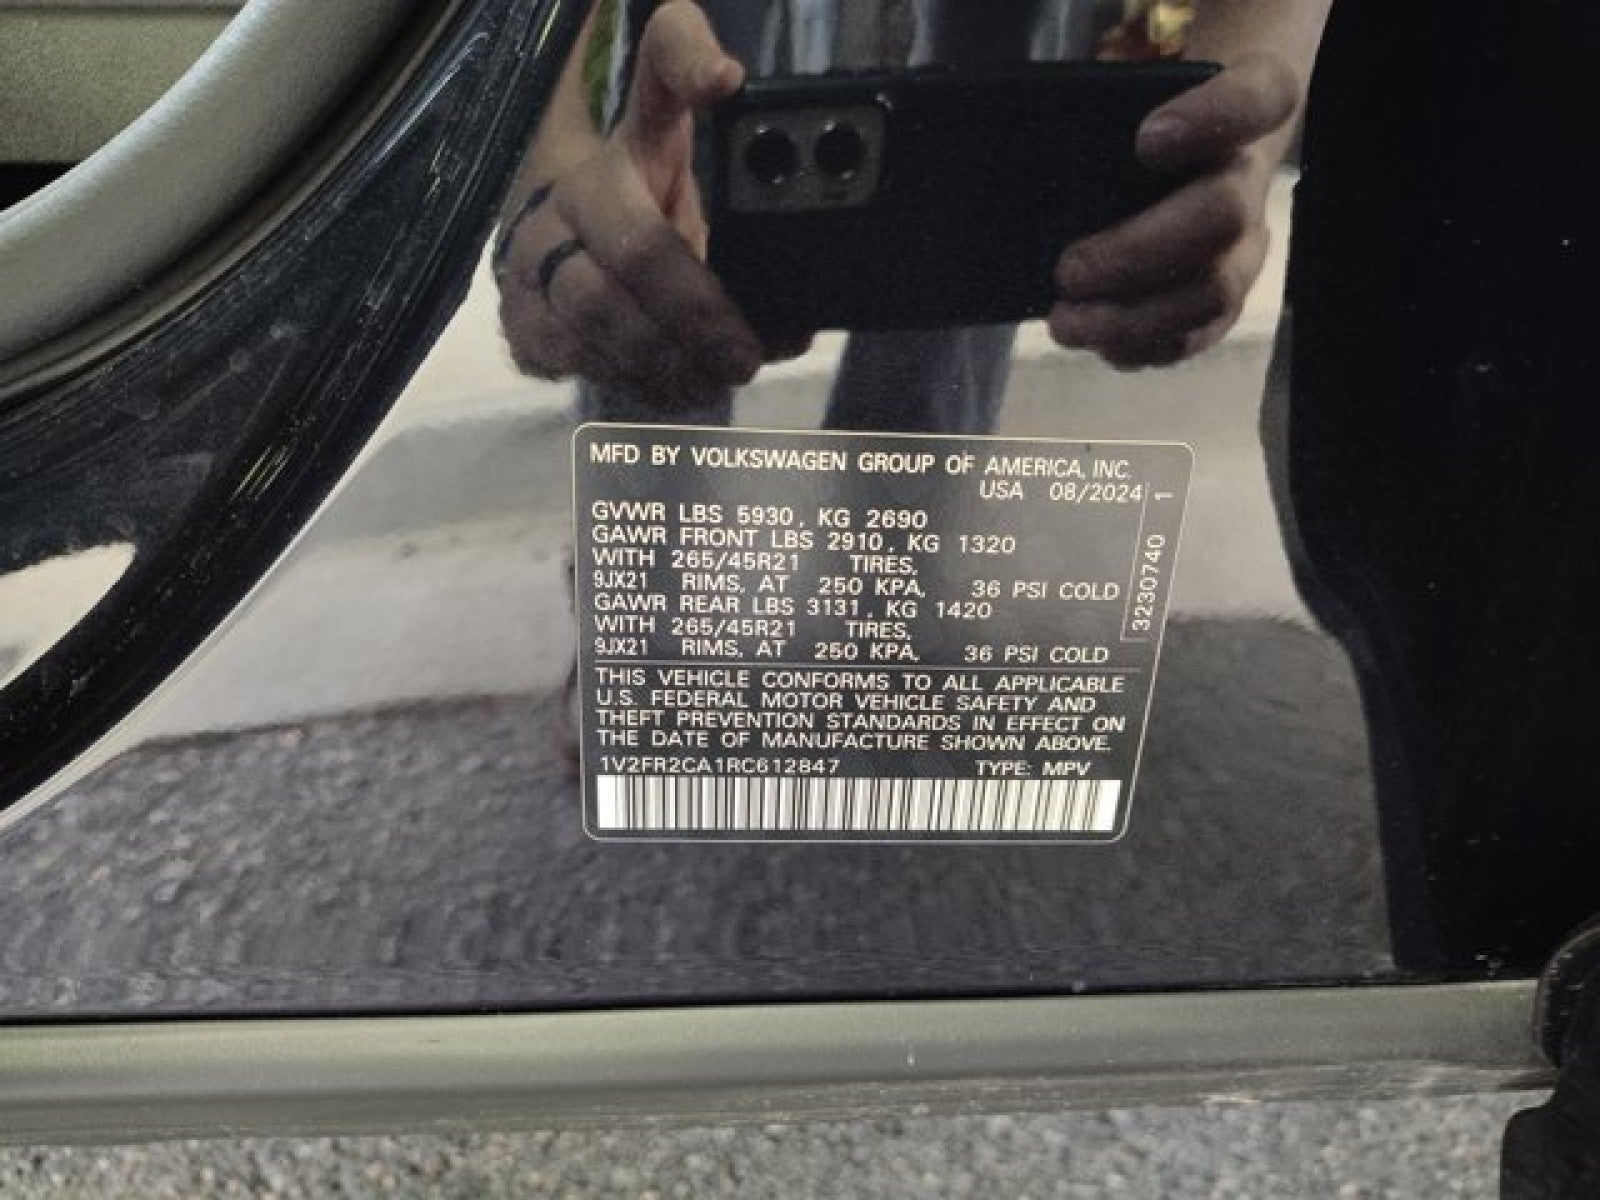 MFD BY VOLKSWAGEN GROUP OF AMERICA, INC.
USA 08/2024
GVWR LBS 5930, KG 2690
GAWR FRONT LBS 2910, KG 1320
WITH 265/45R21 TIRES,
9JX21 RIMS, AT 250 KPA, 36 PSI COLD
GAWR REAR LBS 3131, KG 1420
WITH 265/45R21 TIRES,
9JX21 RIMS, AT 250 KPA, 36 PSI COLD
3230740 1
THIS VEHICLE CONFORMS TO ALL APPLICABLE
U.S. FEDERAL MOTOR VEHICLE SAFETY AND
THEFT PREVENTION STANDARDS IN EFFECT ON
THE DATE OF MANUFACTURE SHOWN ABOVE.
1V2FR2CA1RC612847 TYPE: MPV